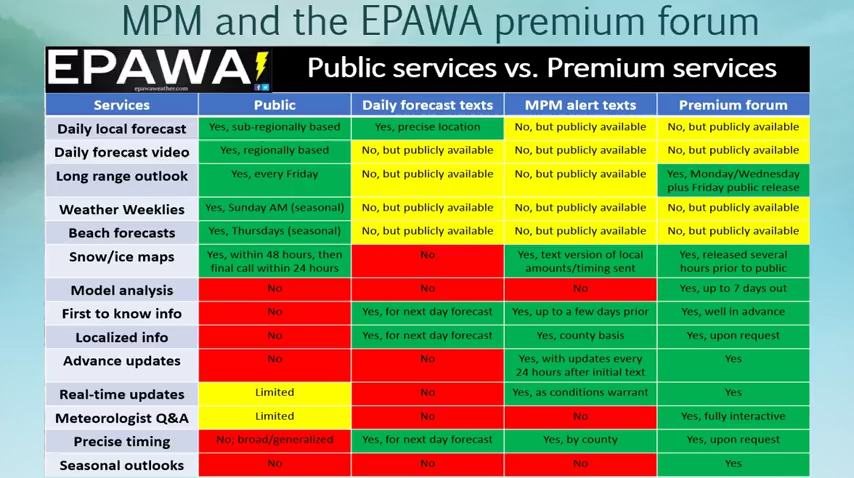 MPM and the EPAWA premium forum
EPAWA
epawaweather.com
Public services vs. Premium services
Services Public Daily forecast texts MPM alert texts Premium forum
Daily local forecast Yes, sub-regionally based Yes, precise location No, but publicly available No, but publicly available
Daily forecast video Yes, regionally based No, but publicly available No, but publicly available No, but publicly available
Long range outlook Yes, every Friday No, but publicly available No, but publicly available Yes, Monday/Wednesday
plus Friday public release
Weather Weeklies Yes, Sunday AM (seasonal) No, but publicly available No, but publicly available No, but publicly available
Beach forecasts Yes, Thursdays (seasonal) No, but publicly available No, but publicly available No, but publicly available
Snow/ice maps Yes, within 48 hours, then No Yes, text version of local Yes, released several
final call within 24 hours amounts/timing sent hours prior to public
Model analysis No No No Yes, up to 7 days out
First to know info No Yes, for next day forecast Yes, up to a few days prior Yes, well in advance
Localized info No Yes, for next day forecast Yes, county basis Yes, upon request
Advance updates No No Yes, with updates every Yes
24 hours after initial text
Real-time updates Limited No Yes, as conditions warrant Yes
Meteorologist Q&A Limited No No Yes, fully interactive
Precise timing No; broad/generalized Yes, for next day forecast Yes, by county Yes, upon request
Seasonal outlooks No No No Yes